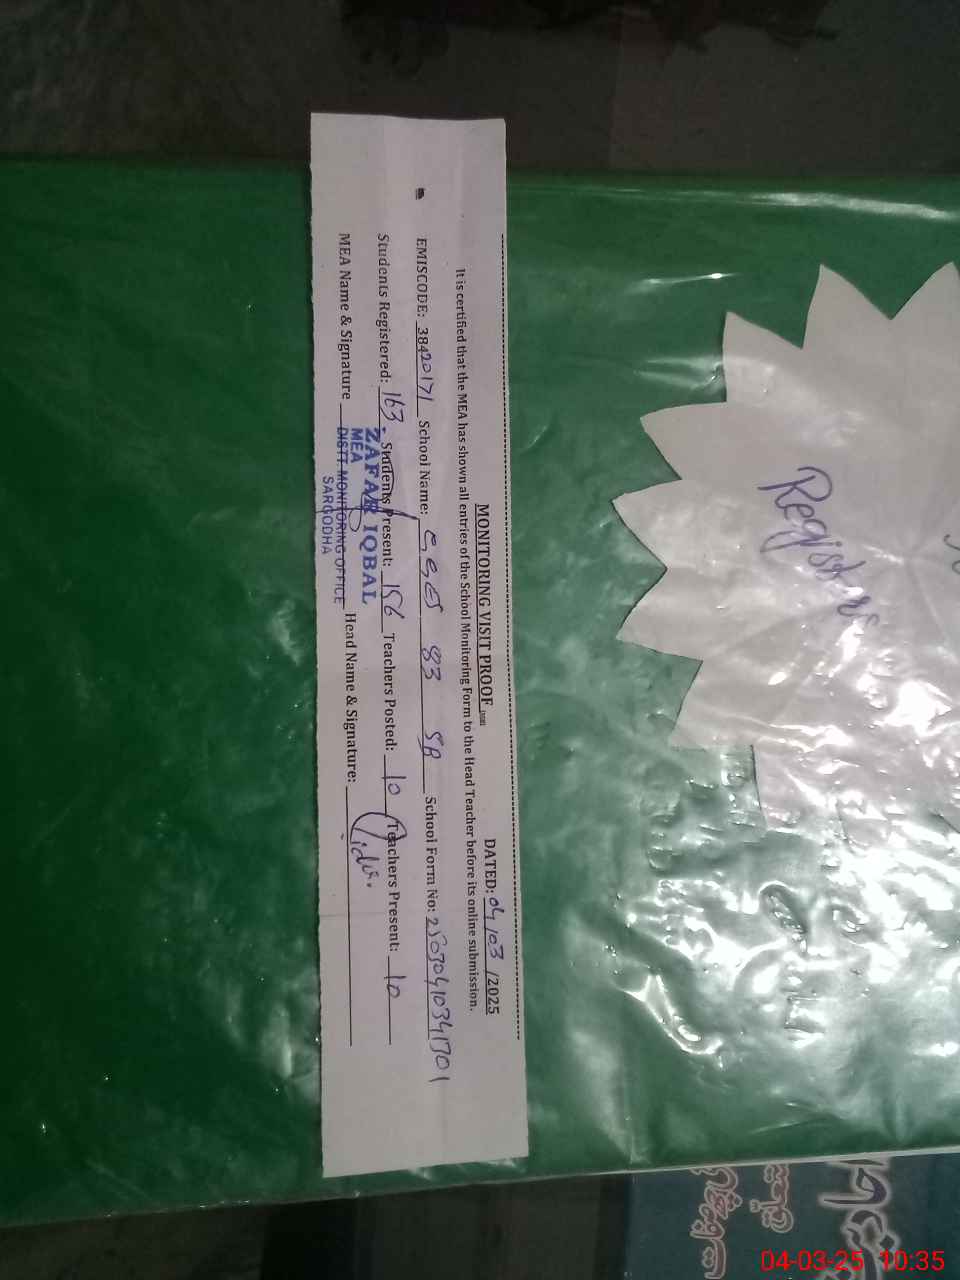 MONITORING VISIT PROOF
DATED: 04/03/2025
It is certified that the MEA has shown all entries of the School Monitoring Form to the Head Teacher before its online submission.
EMISCODE: 38420171 School Name: GGES 83 SB School Form No: 25030410341701
Students Registered: 163 Students Present: 156 Teachers Posted: 10 Teachers Present: 10
MEA Name & Signature Head Name & Signature:
ZAFAR IQBAL
MEA
DISTT. MONITORING OFFICE
SARGODHA
Registers
04-03-25 10:35